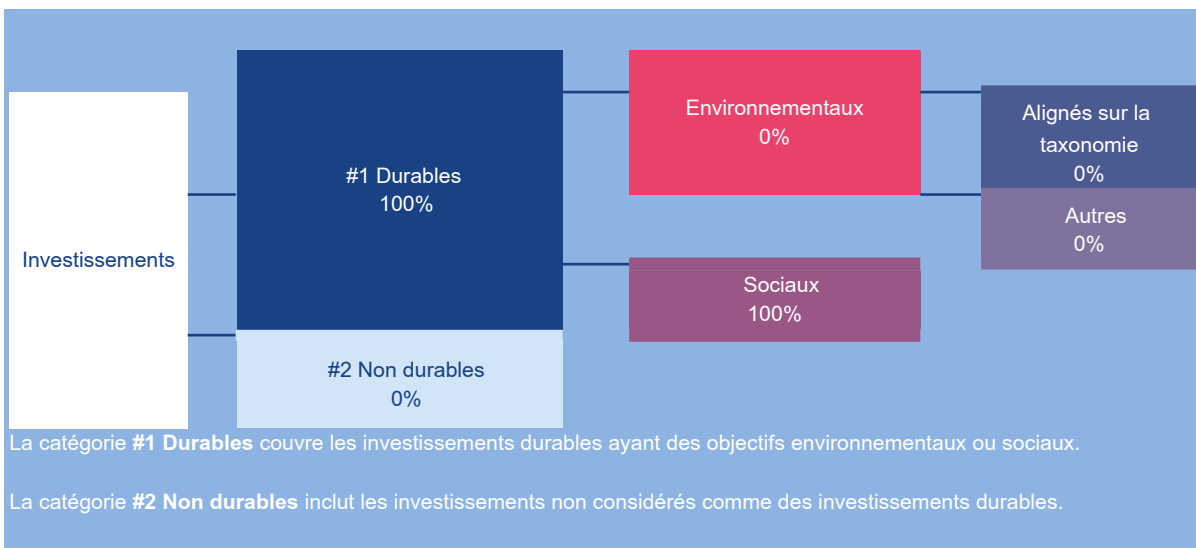 Investissements
#1 Durables
100%
#2 Non durables
0%
Environnementaux
0%
Sociaux
100%
Alignés sur la
taxonomie
0%
Autres
0%
La catégorie #1 Durables couvre les investissements durables ayant des objectifs environnementaux ou sociaux.
La catégorie #2 Non durables inclut les investissements non considérés comme des investissements durables.